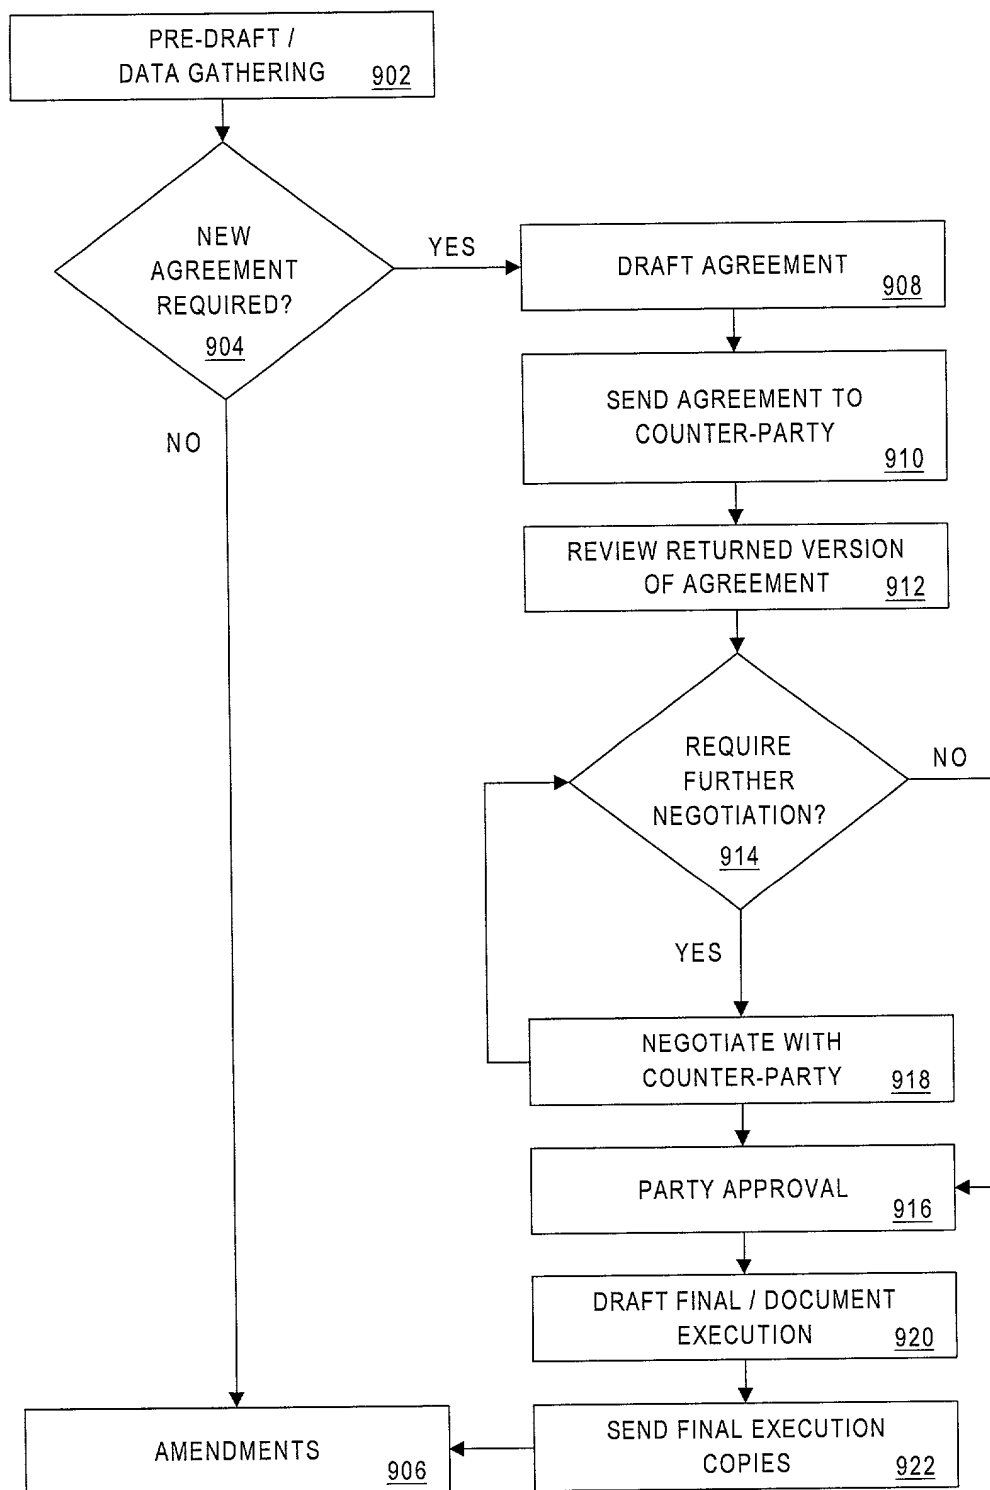 PRE-DRAFT /
DATA GATHERING 902
NEW
AGREEMENT
REQUIRED?
904
YES
NO
DRAFT AGREEMENT
908
SEND AGREEMENT TO
COUNTER-PARTY
910
REVIEW RETURNED VERSION
OF AGREEMENT 912
REQUIRE
FURTHER
NEGOTIATION?
914
NO
YES
NEGOTIATE WITH
COUNTER-PARTY 918
PARTY APPROVAL
916
DRAFT FINAL / DOCUMENT
EXECUTION 920
SEND FINAL EXECUTION
COPIES 922
AMENDMENTS
906